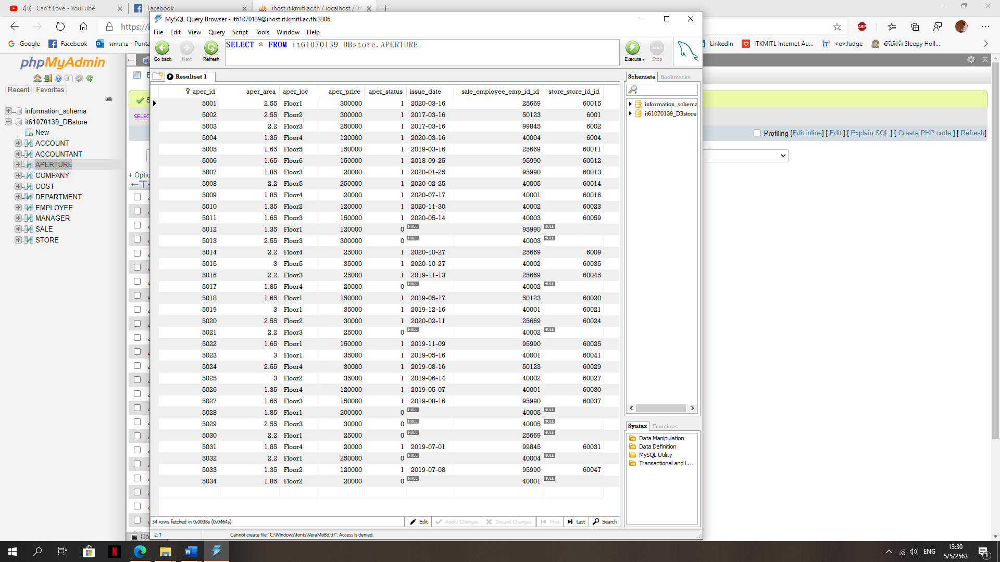 Can't Love - YouTube
Facebook
ihost.it.kmitl.ac.th / localhost / it6
https://i
Google
Facebook
จดหมาย - Punta
LinkedIn
ITKMITL Internet Au...
<e>Judge
Sleepy Holl...
MySQL Query Browser - it61070139@ihost.it.kmitl.ac.th:3306
File Edit View Query Script Tools Window Help
Go back
Next
Refresh
SELECT * FROM it61070139_DBstore.APERTURE
Execute
STOP
Stop
phpMyAdmin
Recent Favorites
information_schema
it61070139_DBstore
New
ACCOUNT
ACCOUNTANT
APERTURE
COMPANY
COST
DEPARTMENT
EMPLOYEE
MANAGER
SALE
STORE
SELEC
+ Optio
Resultset 1
aper_id aper_area aper_loc aper_price aper_status issue_date sale_employee_emp_id_id store_store_id_id
5001 2.55 Floor1 300000 1 2020-03-16 25669 60015
5002 2.55 Floor2 300000 1 2017-03-16 50123 6001
5003 2.2 Floor3 250000 1 2017-03-16 99845 6002
5004 1.35 Floor4 120000 1 2020-03-16 40004 6004
5005 1.65 Floor5 150000 1 2019-03-16 25669 60011
5006 1.65 Floor6 150000 1 2018-09-25 95990 60012
5007 1.85 Floor3 20000 1 2020-01-25 95990 60013
5008 2.2 Floor5 250000 1 2020-02-25 40005 60014
5009 1.85 Floor4 20000 1 2020-07-17 40001 60016
5010 1.35 Floor2 120000 1 2020-11-30 40002 60023
5011 1.65 Floor3 150000 1 2020-05-14 40003 60059
5012 1.35 Floor1 120000 0 NULL 95990 NULL
5013 2.55 Floor3 300000 0 NULL 40003 NULL
5014 2.2 Floor4 25000 1 2020-10-27 25669 6009
5015 3 Floor5 35000 1 2020-10-27 40002 60035
5016 2.2 Floor3 25000 1 2019-11-13 25669 60045
5017 1.85 Floor4 20000 0 NULL 40002 NULL
5018 1.65 Floor1 150000 1 2019-05-17 50123 60020
5019 3 Floor1 35000 1 2019-12-16 40001 60021
5020 2.55 Floor2 30000 1 2020-02-11 25669 60024
5021 2.2 Floor3 25000 0 NULL 40002 NULL
5022 1.65 Floor1 150000 1 2019-11-09 95990 60025
5023 3 Floor1 35000 1 2019-05-16 40001 60041
5024 2.55 Floor4 30000 1 2019-08-16 50123 60029
5025 3 Floor2 35000 1 2019-06-14 40002 60027
5026 1.35 Floor4 120000 1 2019-05-07 40001 60030
5027 1.65 Floor3 150000 1 2019-08-16 95990 60037
5028 1.85 Floor1 200000 0 NULL 40005 NULL
5029 2.55 Floor3 30000 0 NULL 40005 NULL
5030 2.2 Floor1 25000 0 NULL 25669 NULL
5031 1.85 Floor4 20000 1 2019-07-01 99845 60031
5032 2.2 Floor1 250000 0 NULL 40004 NULL
5033 1.35 Floor2 120000 1 2019-07-08 95990 60047
5034 1.85 Floor2 20000 0 NULL 40001 NULL
34 rows fetched in 0.0038s (0.0464s)
Edit Apply Changes Discard Changes First Last Search
2: 1
Cannot create file "C:\Windows\fonts\VeraMoBd.ttf". Access is denied.
Schemata Bookmarks
information_schema
it61070139_DBstore
Syntax Functions
Data Manipulation
Data Definition
MySQL Utility
Transactional and L...
Profiling [Edit inline] [ Edit ] [ Explain SQL ] [ Create PHP code ] [ Refresh]
Co
ABP
ENG
13:30
5/5/2563
1